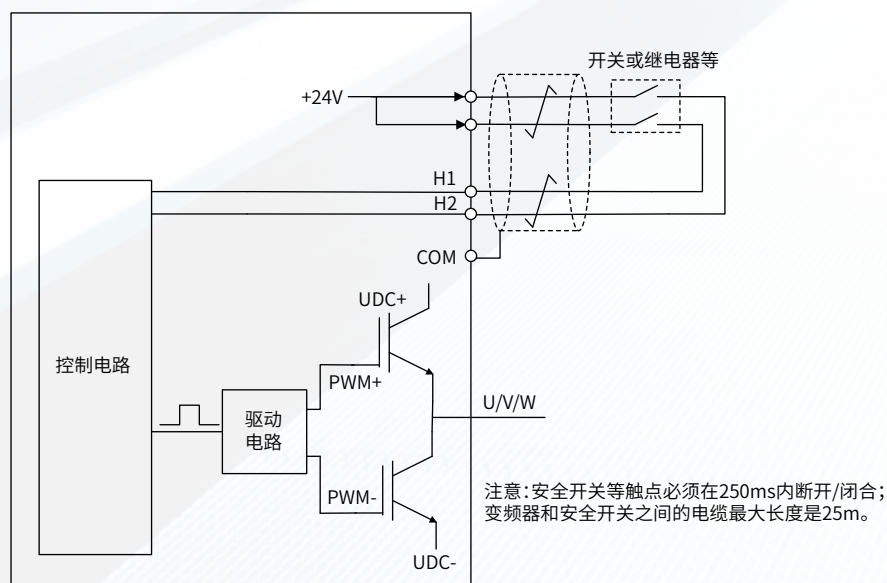 开关或继电器等
+24V
H1
H2
COM
UDC+
控制电路
PWM+
U/V/W
驱动
电路
PWM-
注意:安全开关等触点必须在250ms内断开/闭合;
变频器和安全开关之间的电缆最大长度是25m。
UDC-